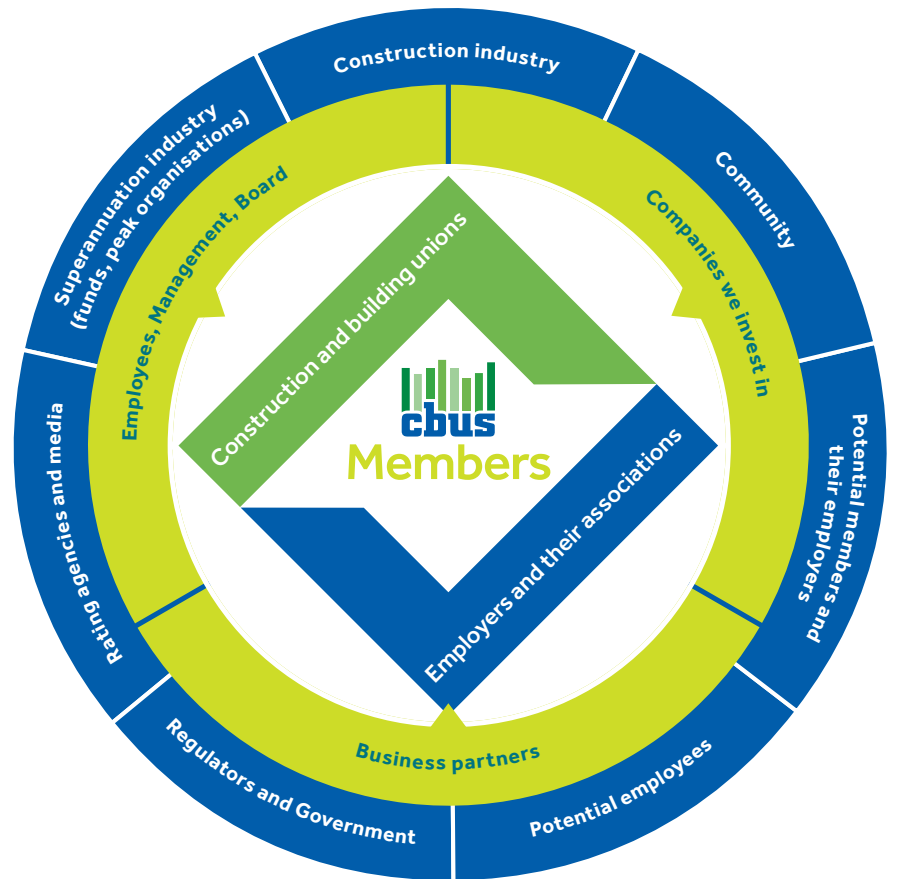 Construction industry
Community
Potential members and
their employers
Potential employees
Regulators and Government
Rating agencies and media
Superannuation industry
(funds, peak organisations)
Employees, Management, Board
Companies we invest in
Business partners
Construction and building unions
Employers and their associations
cbus
Members